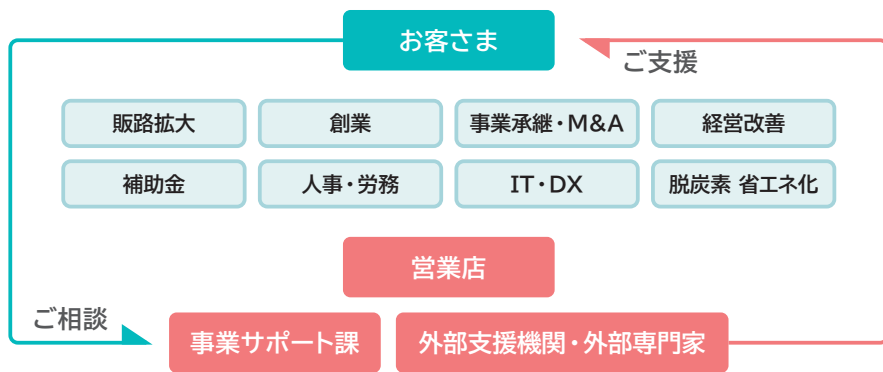 お客さま
ご支援
販路拡大
創業
事業承継・M&A
経営改善
補助金
人事・労務
IT・DX
脱炭素 省エネ化
営業店
ご相談
事業サポート課
外部支援機関・外部専門家